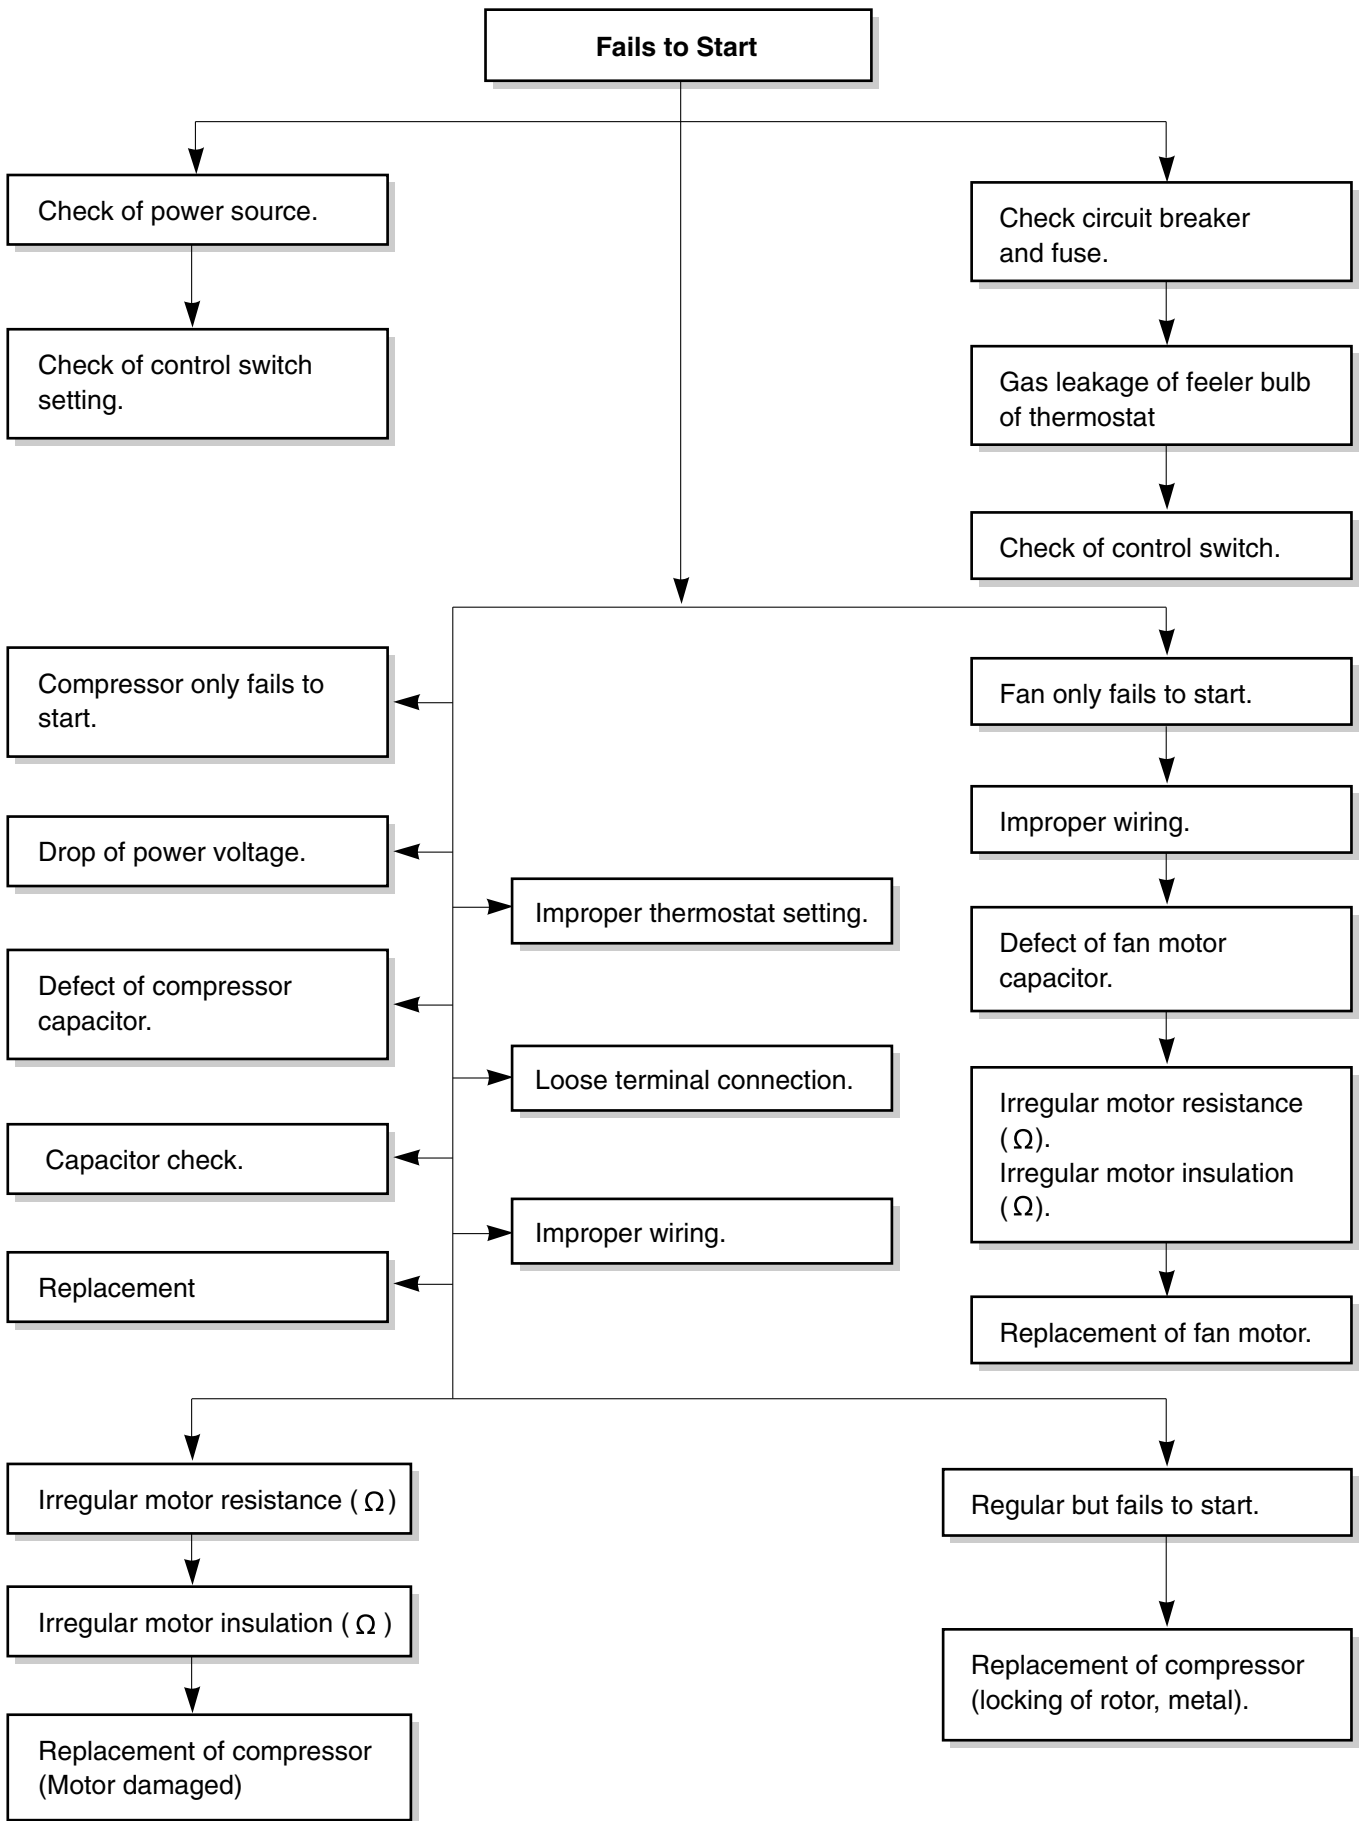 Fails to Start
Check of power source.
Check of control switch
setting.
Check circuit breaker
and fuse.
Gas leakage of feeler bulb
of thermostat
Check of control switch.
Compressor only fails to
start.
Drop of power voltage.
Defect of compressor
capacitor.
Capacitor check.
Replacement
Improper thermostat setting.
Loose terminal connection.
Improper wiring.
Fan only fails to start.
Improper wiring.
Defect of fan motor
capacitor.
Irregular motor resistance
(Ω).
Irregular motor insulation
(Ω).
Replacement of fan motor.
Irregular motor resistance (Ω)
Irregular motor insulation (Ω )
Replacement of compressor
(Motor damaged)
Regular but fails to start.
Replacement of compressor
(locking of rotor, metal).